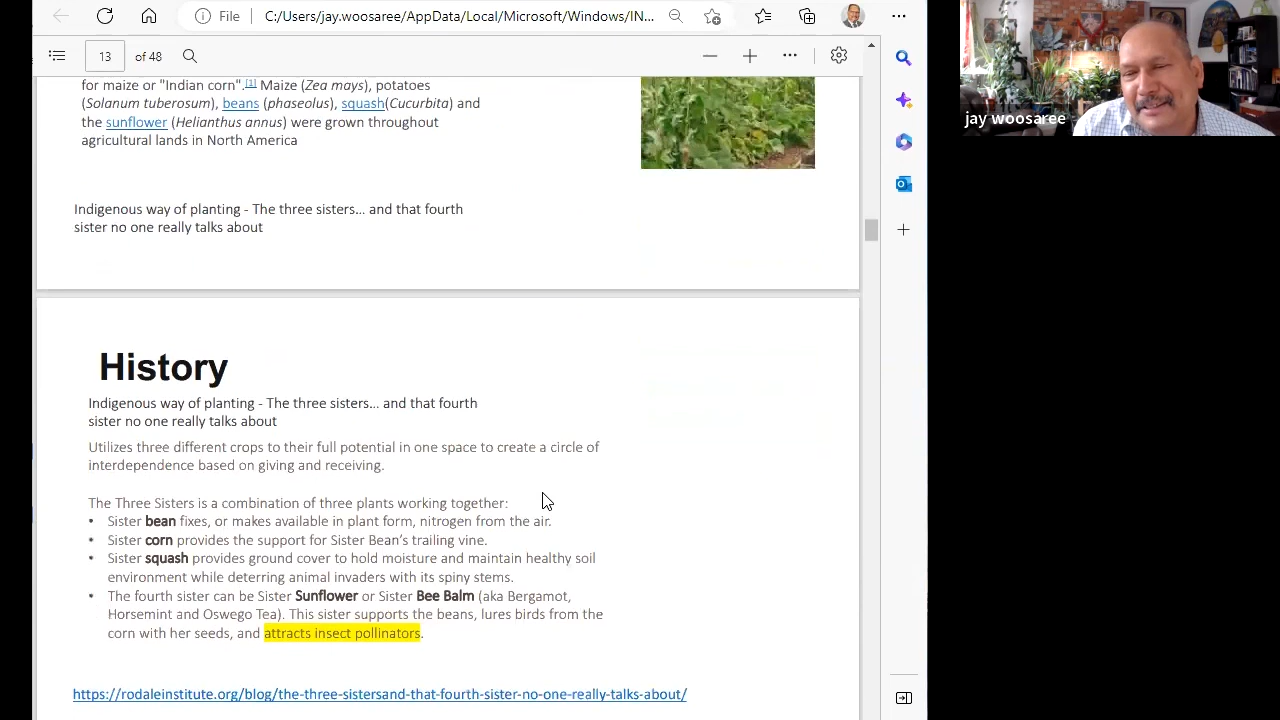 File
C:/Users/jay.woosaree/AppData/Local/Microsoft/Windows/IN...
13 of 48
for maize or "Indian corn".[1] Maize (Zea mays), potatoes
(Solanum tuberosum), beans (phaseolus), squash(Cucurbita) and
the sunflower (Helianthus annus) were grown throughout
agricultural lands in North America
Indigenous way of planting - The three sisters... and that fourth
sister no one really talks about
History
Indigenous way of planting - The three sisters... and that fourth
sister no one really talks about
Utilizes three different crops to their full potential in one space to create a circle of
interdependence based on giving and receiving.
The Three Sisters is a combination of three plants working together:
• Sister bean fixes, or makes available in plant form, nitrogen from the air.
• Sister corn provides the support for Sister Bean's trailing vine.
• Sister squash provides ground cover to hold moisture and maintain healthy soil
environment while deterring animal invaders with its spiny stems.
• The fourth sister can be Sister Sunflower or Sister Bee Balm (aka Bergamot,
Horsemint and Oswego Tea). This sister supports the beans, lures birds from the
corn with her seeds, and attracts insect pollinators.
https://rodaleinstitute.org/blog/the-three-sistersand-that-fourth-sister-no-one-really-talks-about/
jay woosaree